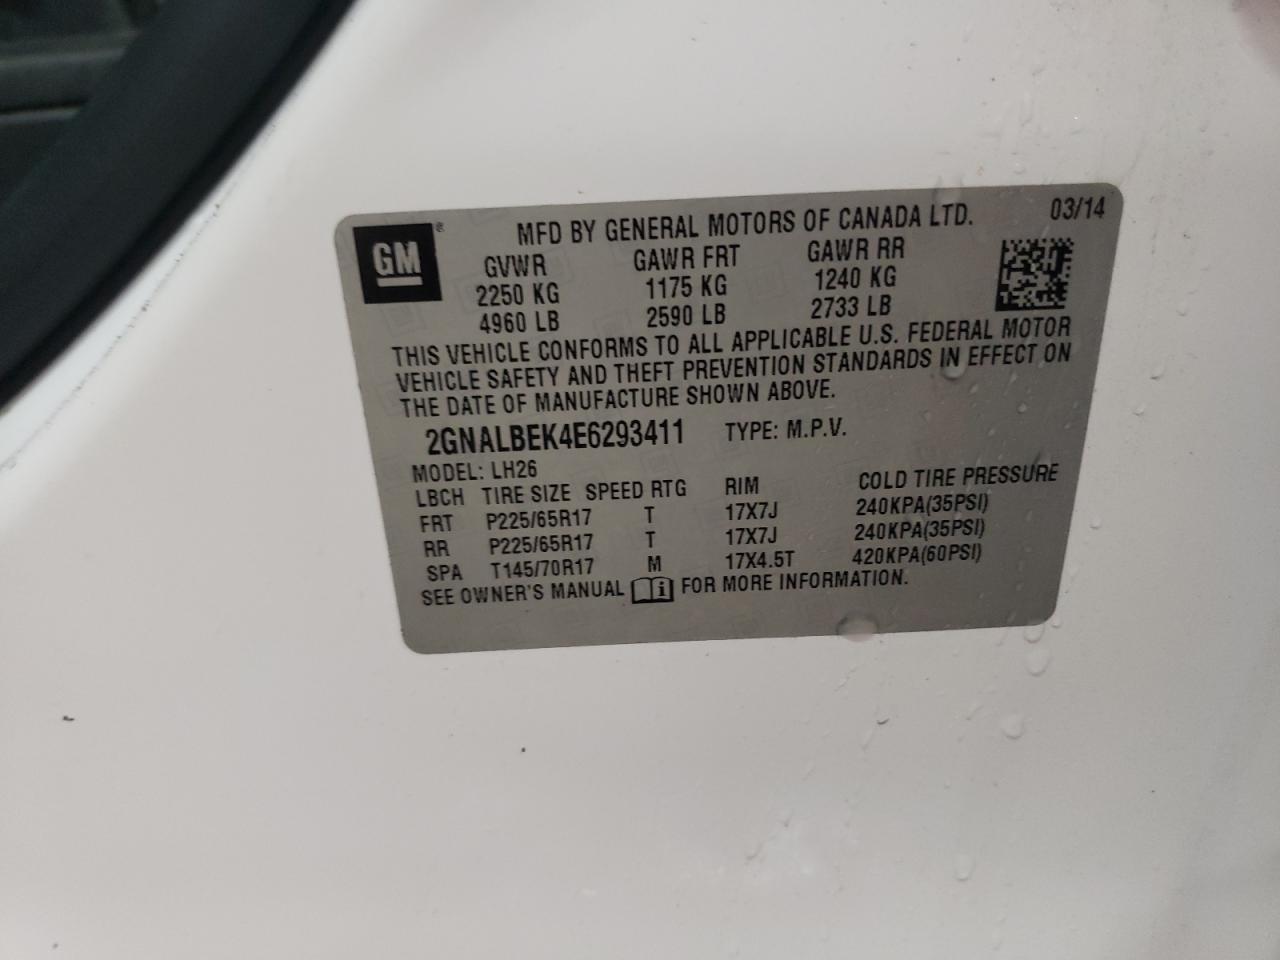 GM ® MFD BY GENERAL MOTORS OF CANADA LTD. 03/14
GVWR GAWR FRT GAWR RR
2250 KG 1175 KG 1240 KG
4960 LB 2590 LB 2733 LB
THIS VEHICLE CONFORMS TO ALL APPLICABLE U.S. FEDERAL MOTOR
VEHICLE SAFETY AND THEFT PREVENTION STANDARDS IN EFFECT ON
THE DATE OF MANUFACTURE SHOWN ABOVE.
2GNALBEK4E6293411 TYPE: M.P.V.
MODEL: LH26
LBCH TIRE SIZE SPEED RTG RIM COLD TIRE PRESSURE
FRT P225/65R17 T 17X7J 240KPA(35PSI)
RR P225/65R17 T 17X7J 240KPA(35PSI)
SPA T145/70R17 M 17X4.5T 420KPA(60PSI)
SEE OWNER'S MANUAL i FOR MORE INFORMATION.